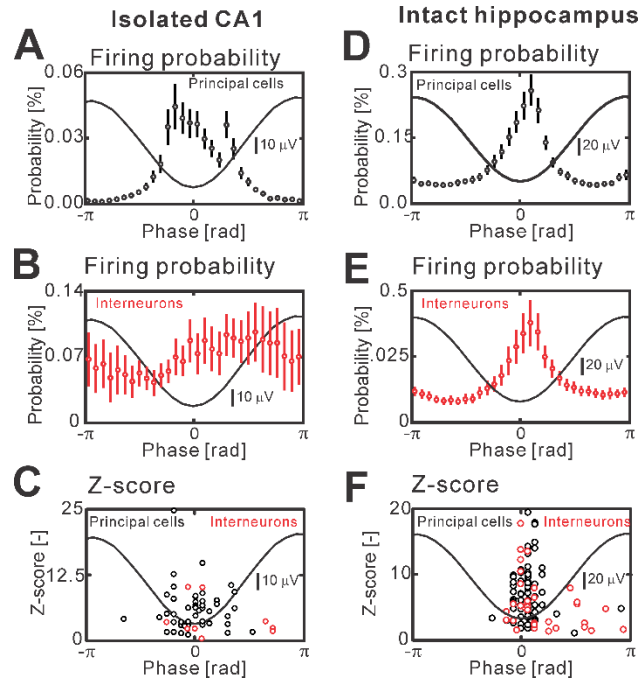 Isolated CA1
Intact hippocampus
A
Firing probability
Principal cells
0.06
0.03
0.00
Probability [%]
10 µV
-π
0
π
Phase [rad]
B
Firing probability
Interneurons
0.14
0.07
0
Probability [%]
10 µV
-π
0
π
Phase [rad]
C
Z-score
Principal cells
Interneurons
25
12.5
0
Z-score [-]
10 µV
-π
0
π
Phase [rad]
D
Firing probability
Principal cells
0.3
0.15
0.0
Probability [%]
20 µV
-π
0
π
Phase [rad]
E
Firing probability
Interneurons
0.5
0.25
0
Probability [%]
20 µV
-π
0
π
Phase [rad]
F
Z-score
Principal cells
Interneurons
20
10
0
Z-score [-]
20 µV
-π
0
π
Phase [rad]